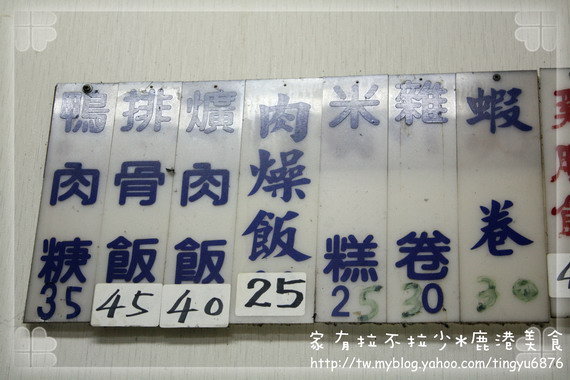 鴨肉糖 35
排骨飯 45
爌肉飯 40
肉燥飯 25
米糕 25
雞卷 30
蝦卷 30
家有拉不拉少*鹿港美食
http://tw.myblog.yahoo.com/tingyu6876